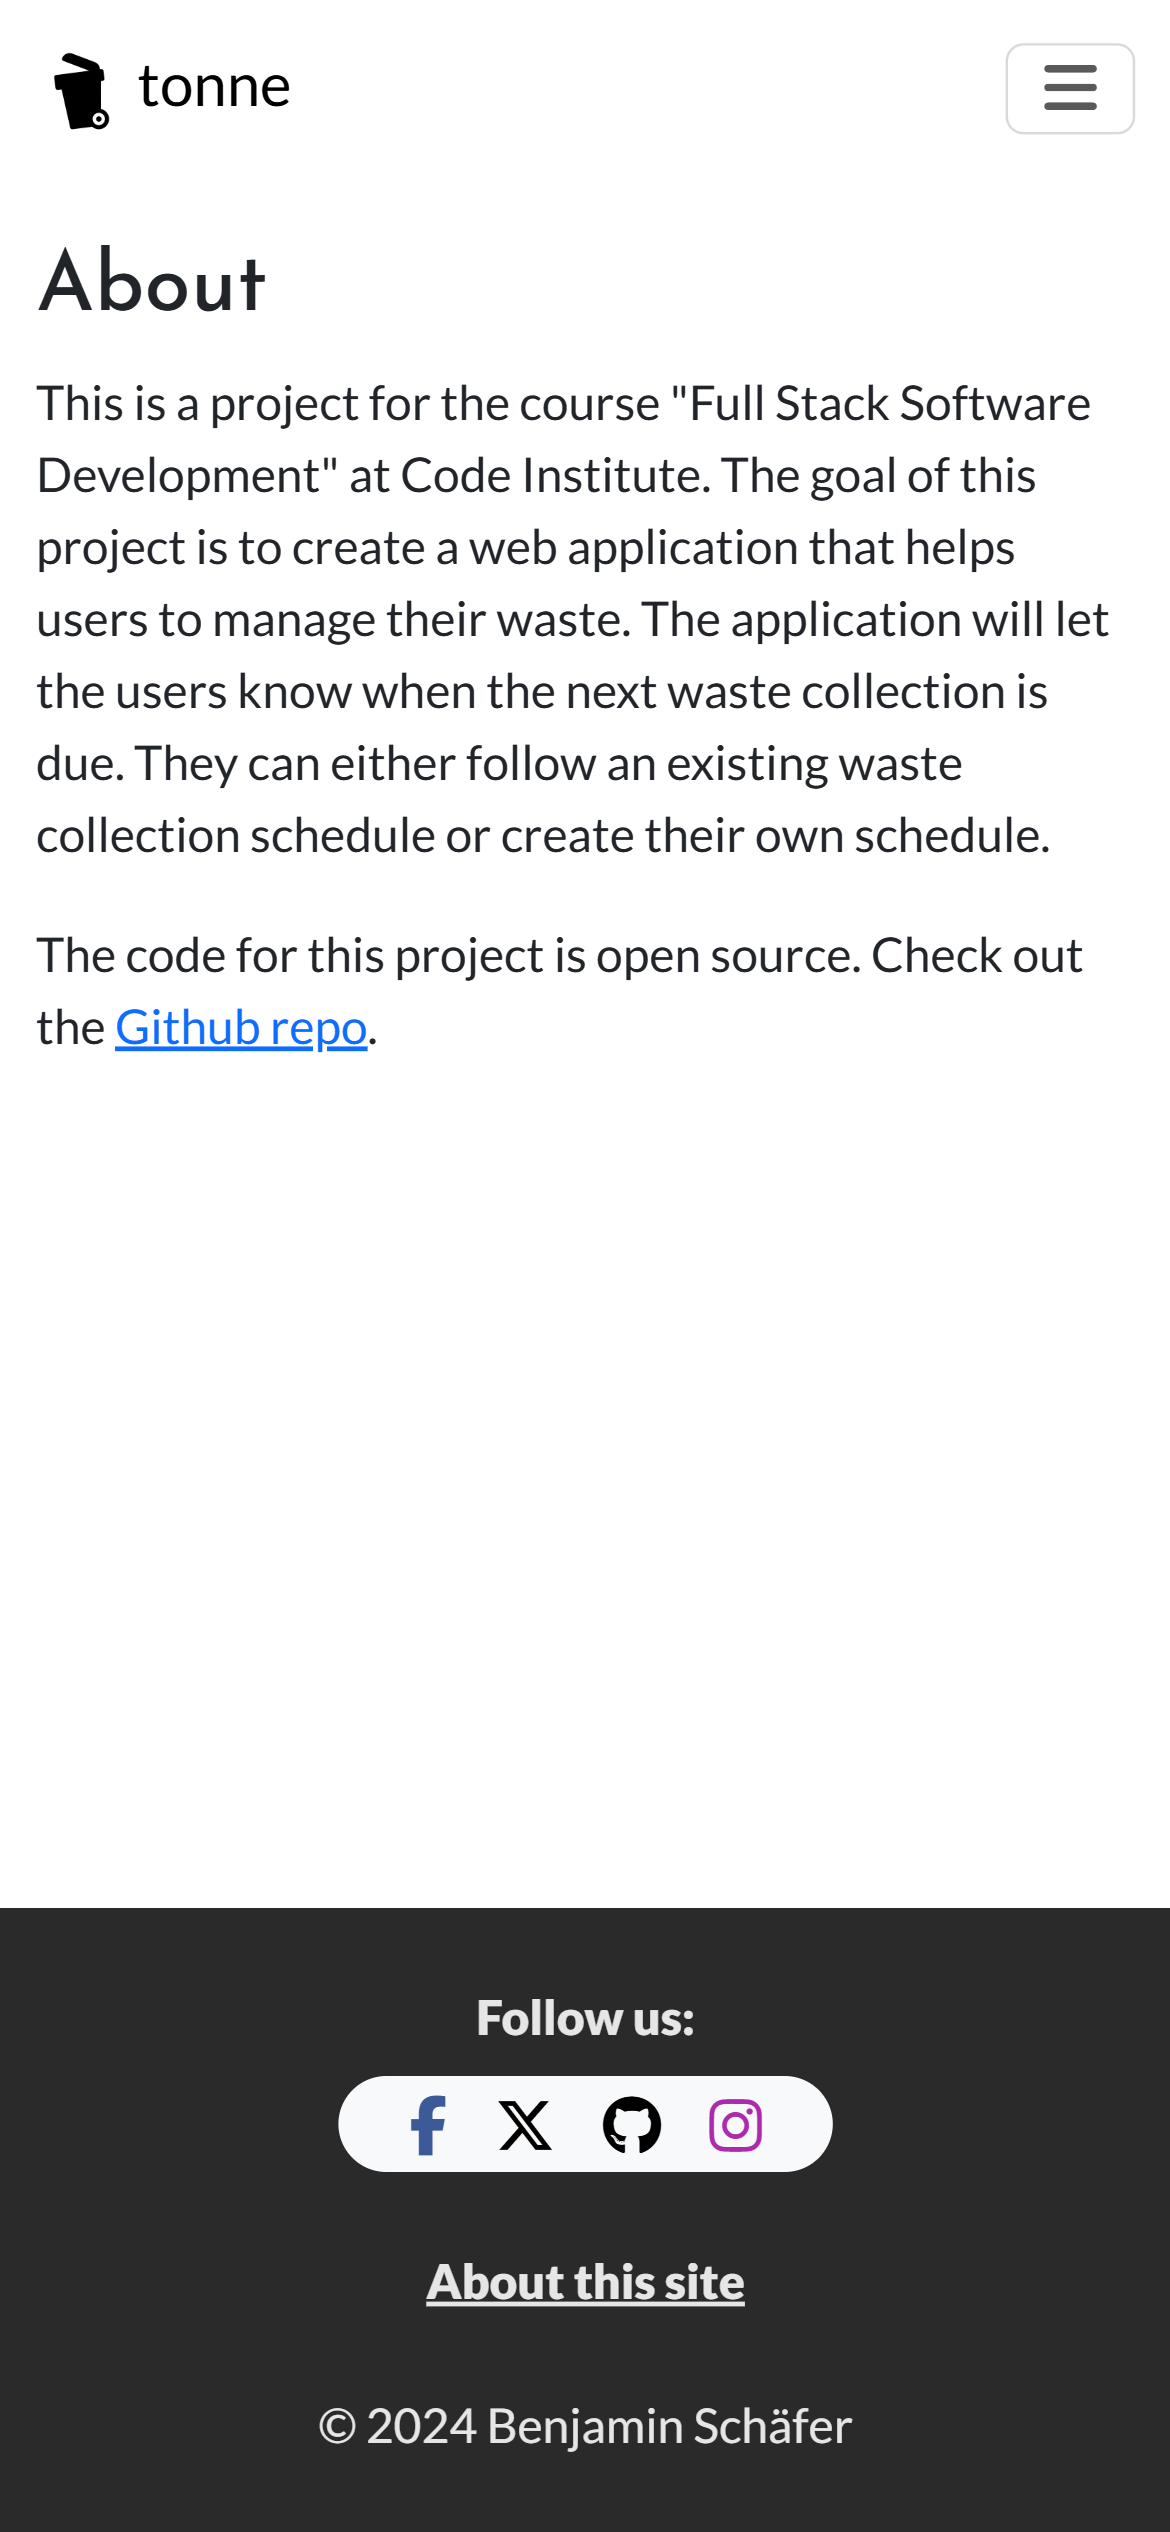 tonne
About
This is a project for the course "Full Stack Software
Development" at Code Institute. The goal of this
project is to create a web application that helps
users to manage their waste. The application will let
the users know when the next waste collection is
due. They can either follow an existing waste
collection schedule or create their own schedule.
The code for this project is open source. Check out
the Github repo.
Follow us:
About this site
© 2024 Benjamin Schäfer